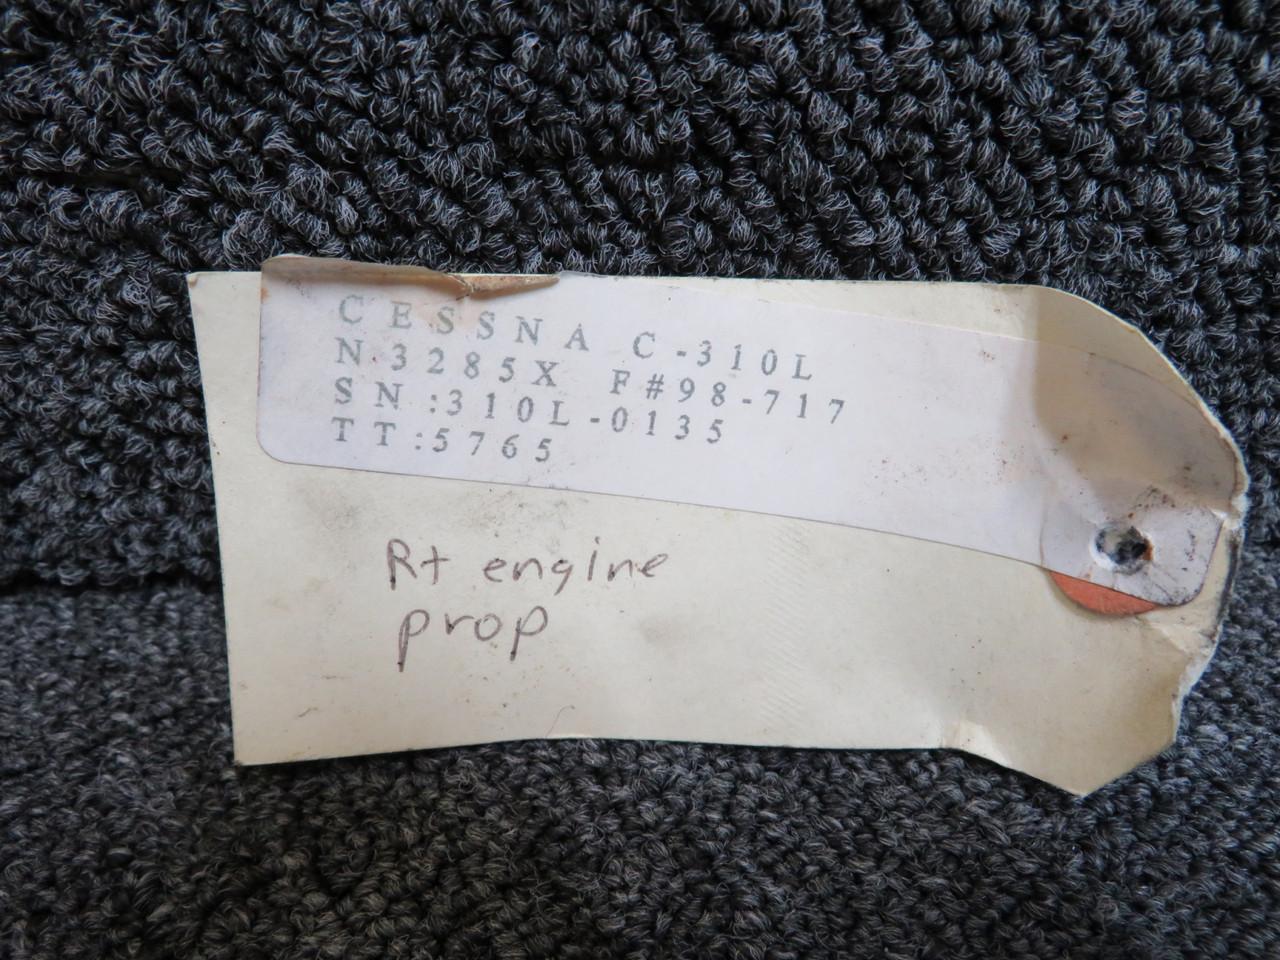 CESSNA C-310L
N3285X F#98-717
SN:310L-0135
TT:5765
Rt engine
prop